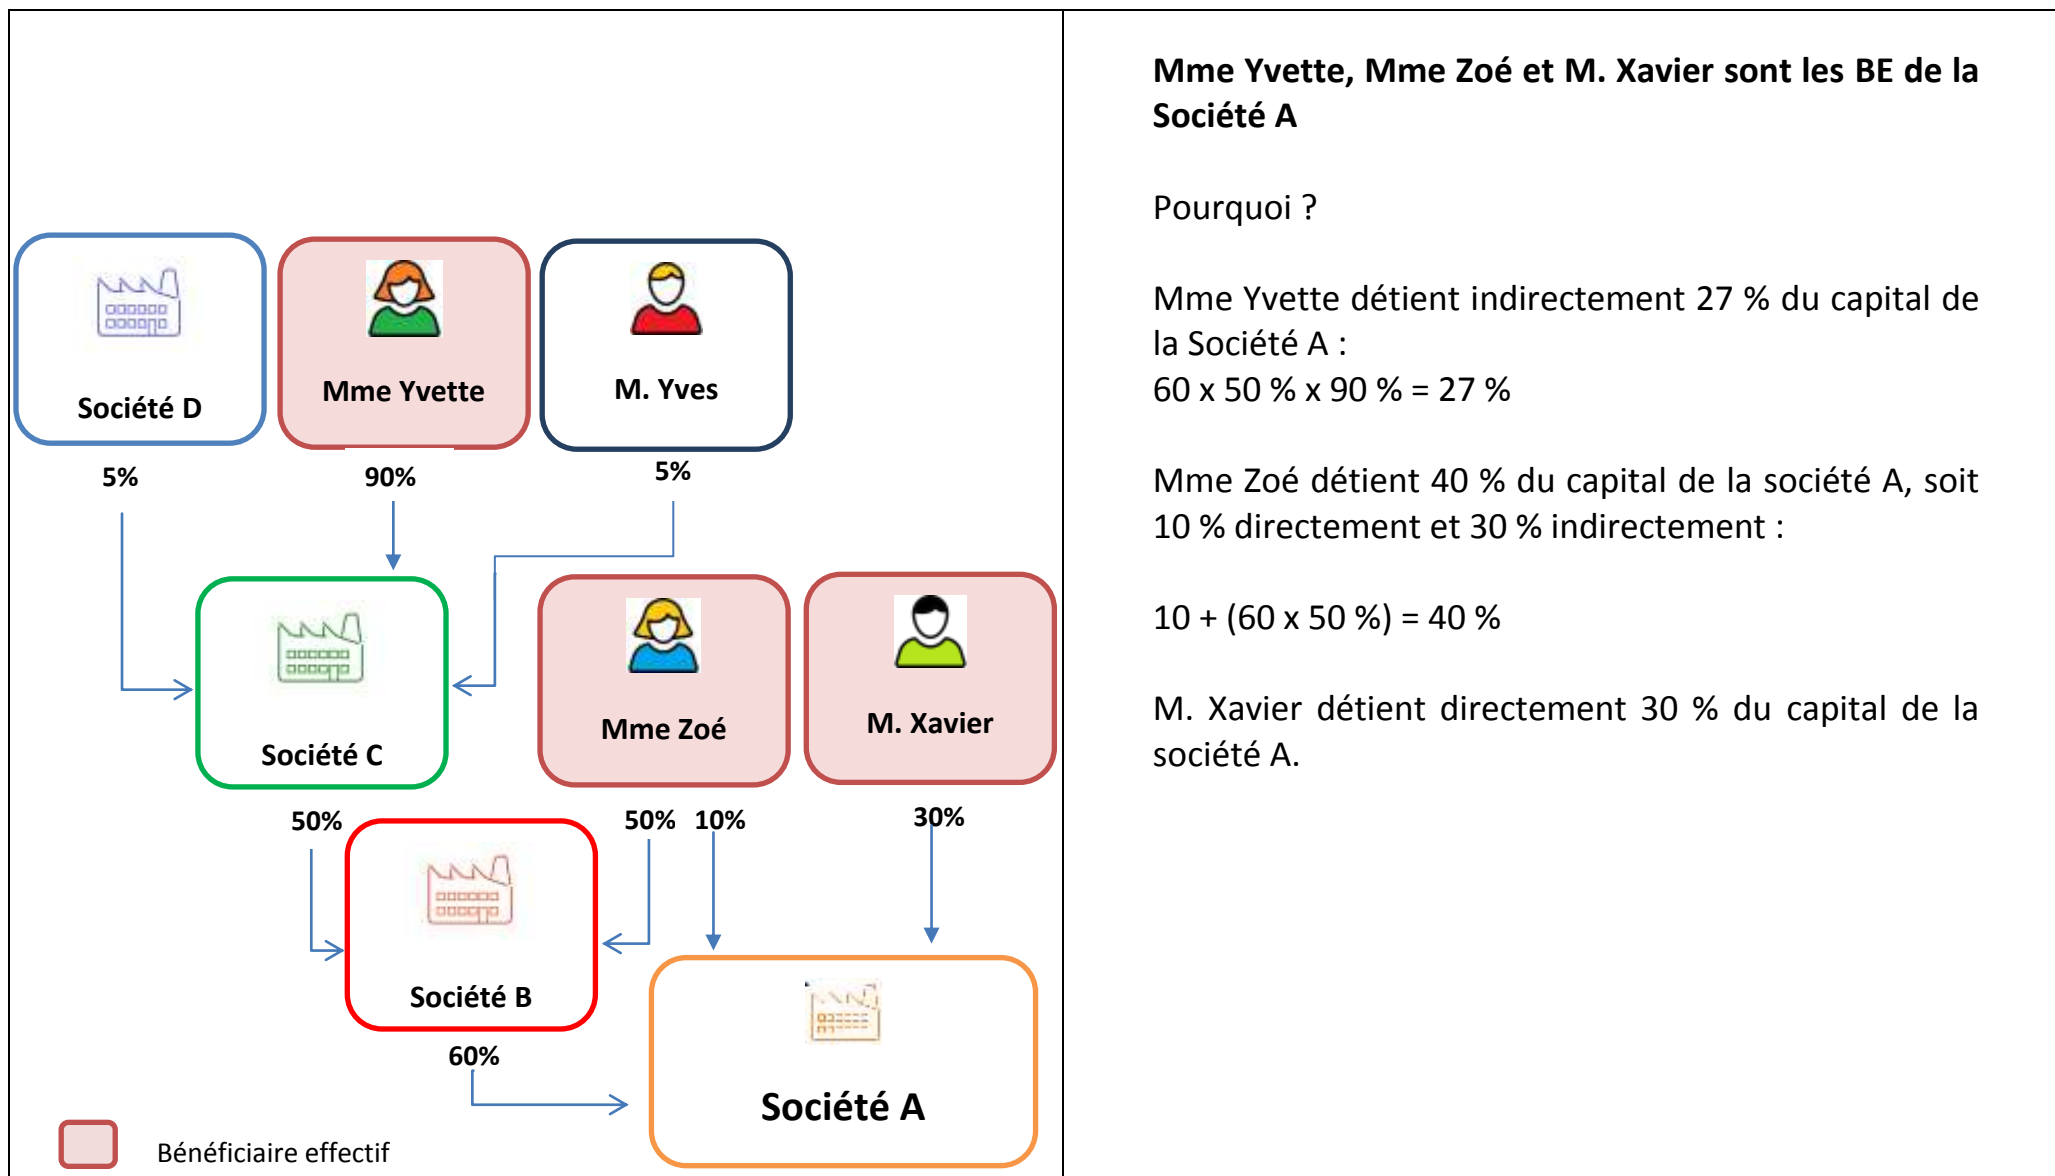 Société D
Mme Yvette
M. Yves
5%
90%
5%
Société C
Mme Zoé
M. Xavier
50%
50%
10%
30%
Société B
60%
Société A
Bénéficiaire effectif
Mme Yvette, Mme Zoé et M. Xavier sont les BE de la
Société A
Pourquoi ?
Mme Yvette détient indirectement 27 % du capital de
la Société A :
60 x 50 % x 90 % = 27 %
Mme Zoé détient 40 % du capital de la société A, soit
10 % directement et 30 % indirectement :
10 + (60 x 50 %) = 40 %
M. Xavier détient directement 30 % du capital de la
société A.